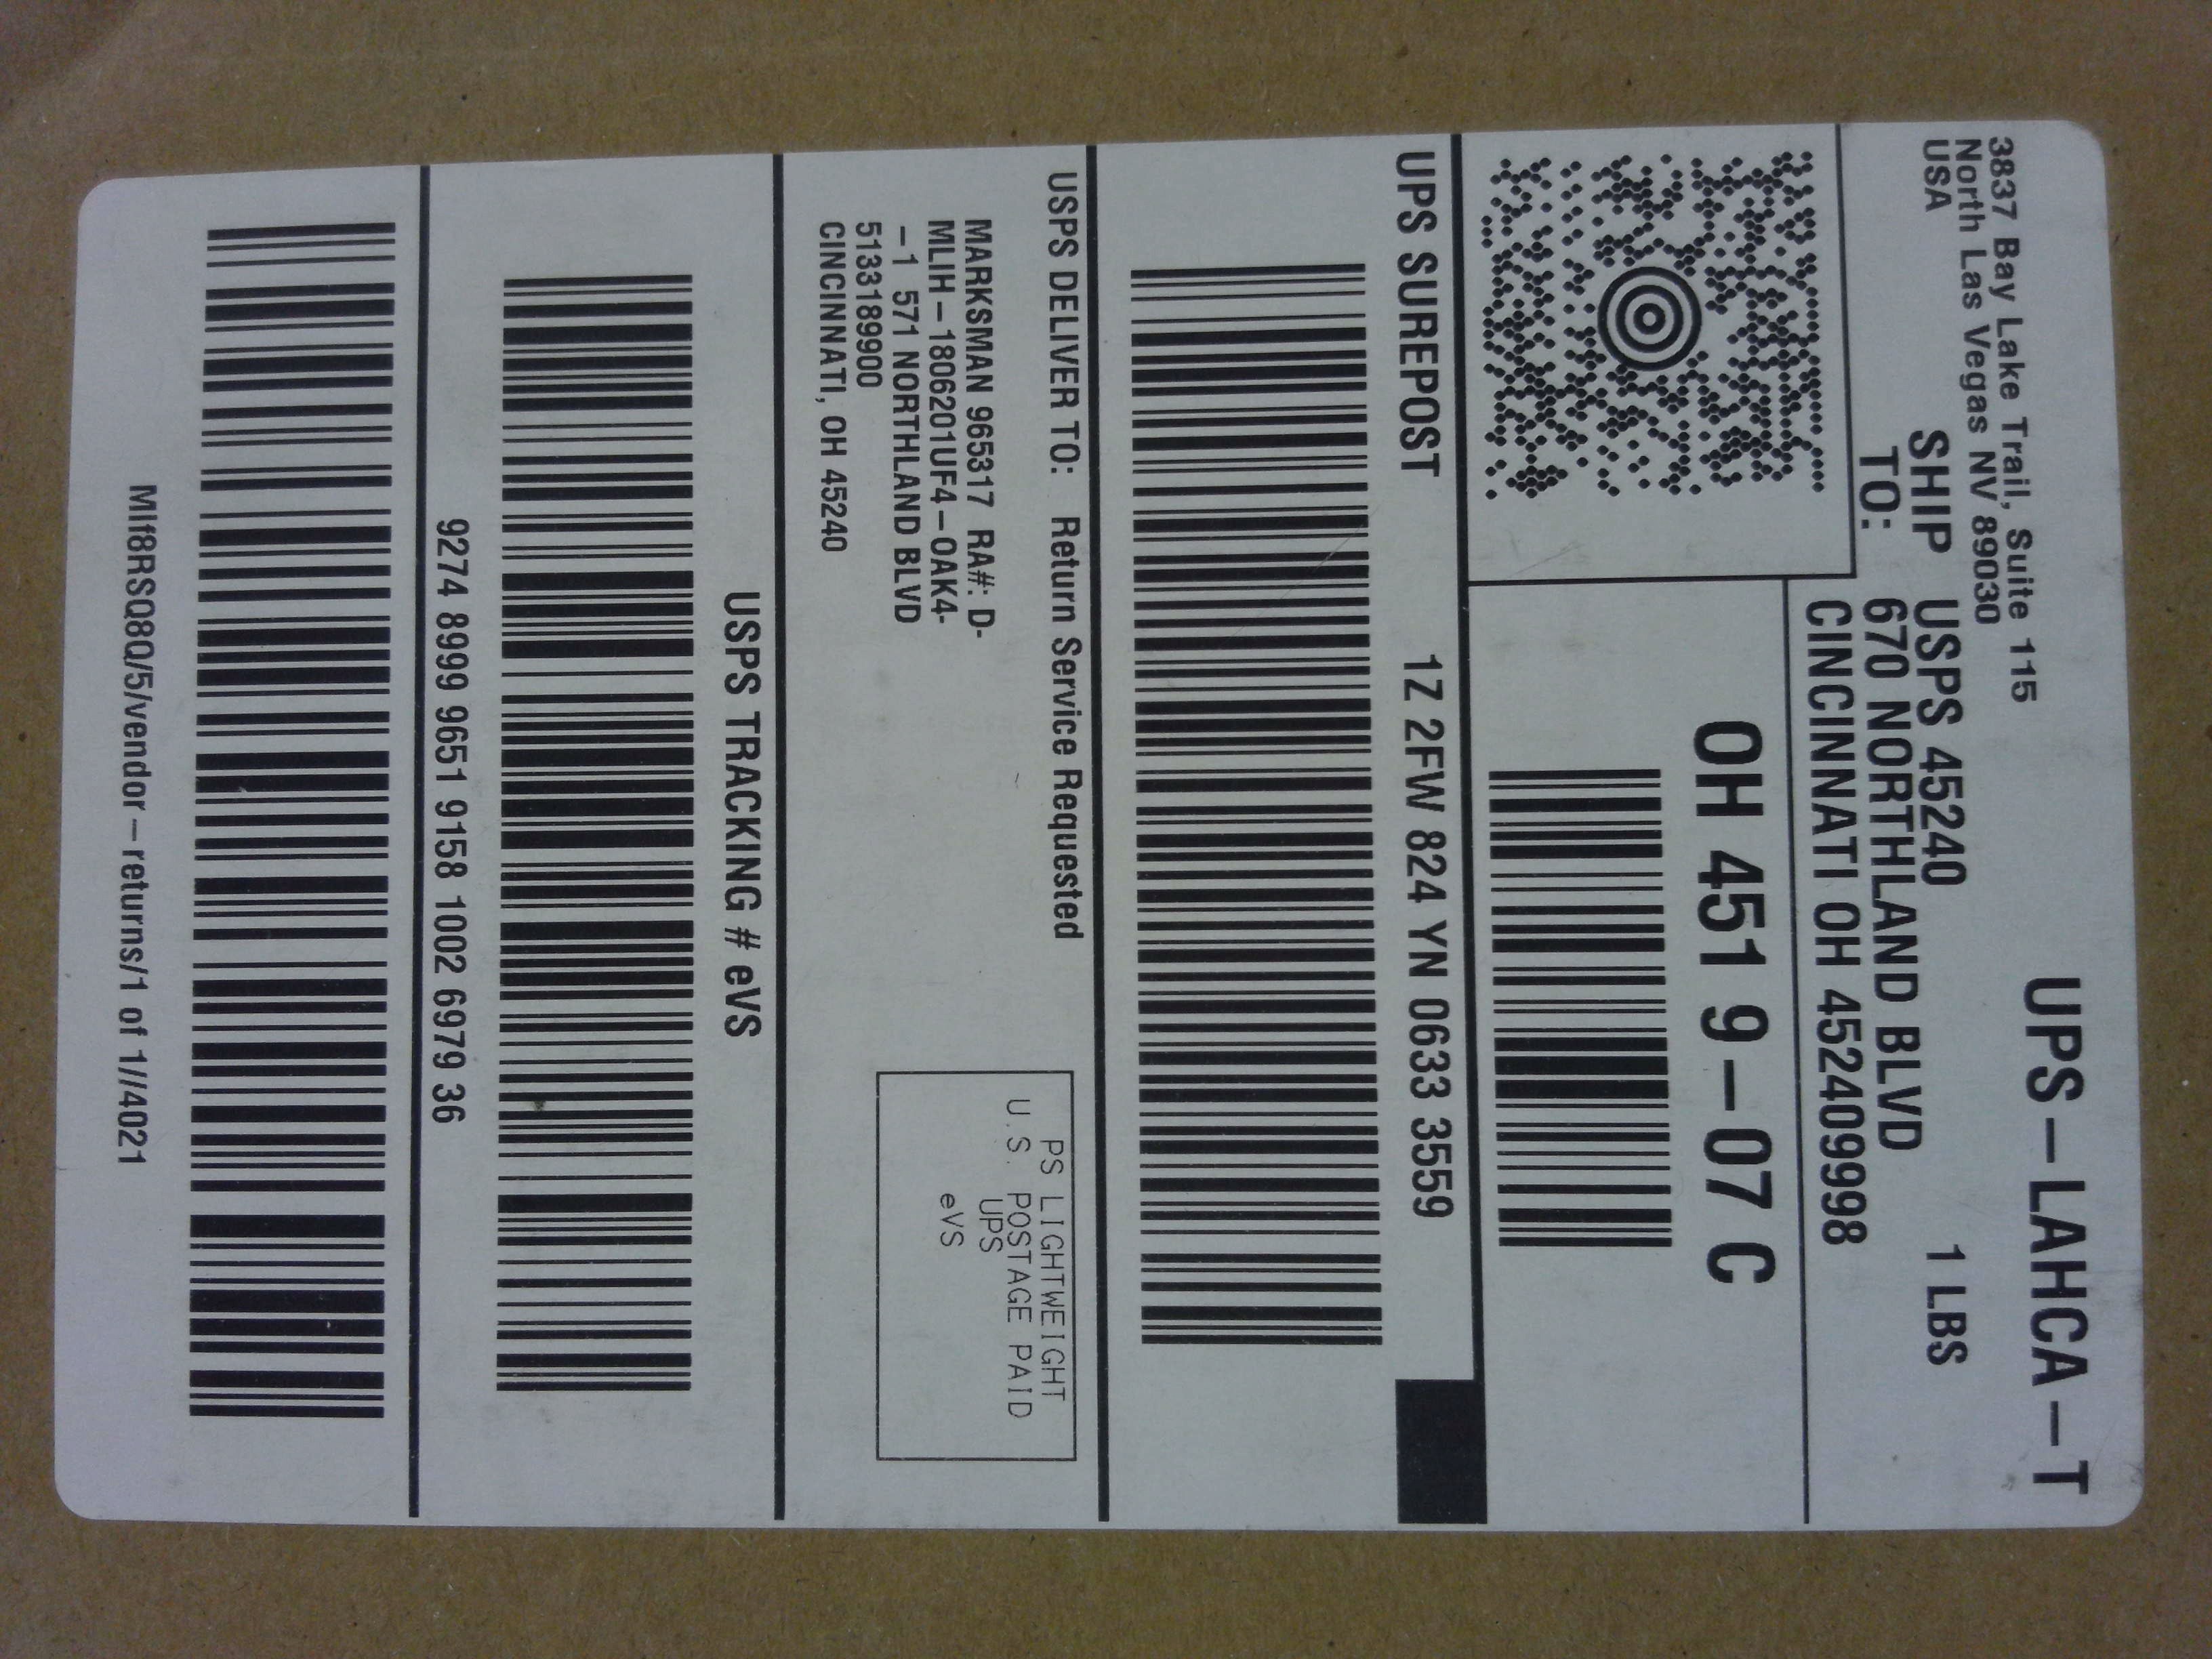 UPS-LAHCA-T
3837 Bay Lake Trail, Suite 115
North Las Vegas NV 89030
USA
1 LBS
SHIP
TO:
USPS 45240
670 NORTHLAND BLVD
CINCINNATI OH 452409998
OH 451 9-07 C
UPS SUREPOST
1Z 2FW 824 YN 0633 3559
USPS DELIVER TO: Return Service Requested
MARKSMAN 965317 RA#: D-
MLIH-1806201UF4-OAK4-
-1 571 NORTHLAND BLVD
5133189900
CINCINNATI, OH 45240
PS LIGHTWEIGHT
U.S. POSTAGE PAID
UPS
eVS
USPS TRACKING # eVS
9274 8999 9651 9158 1002 6979 36
Mlf8RSQ8Q/5/vendor-returns/1 of 1//4021